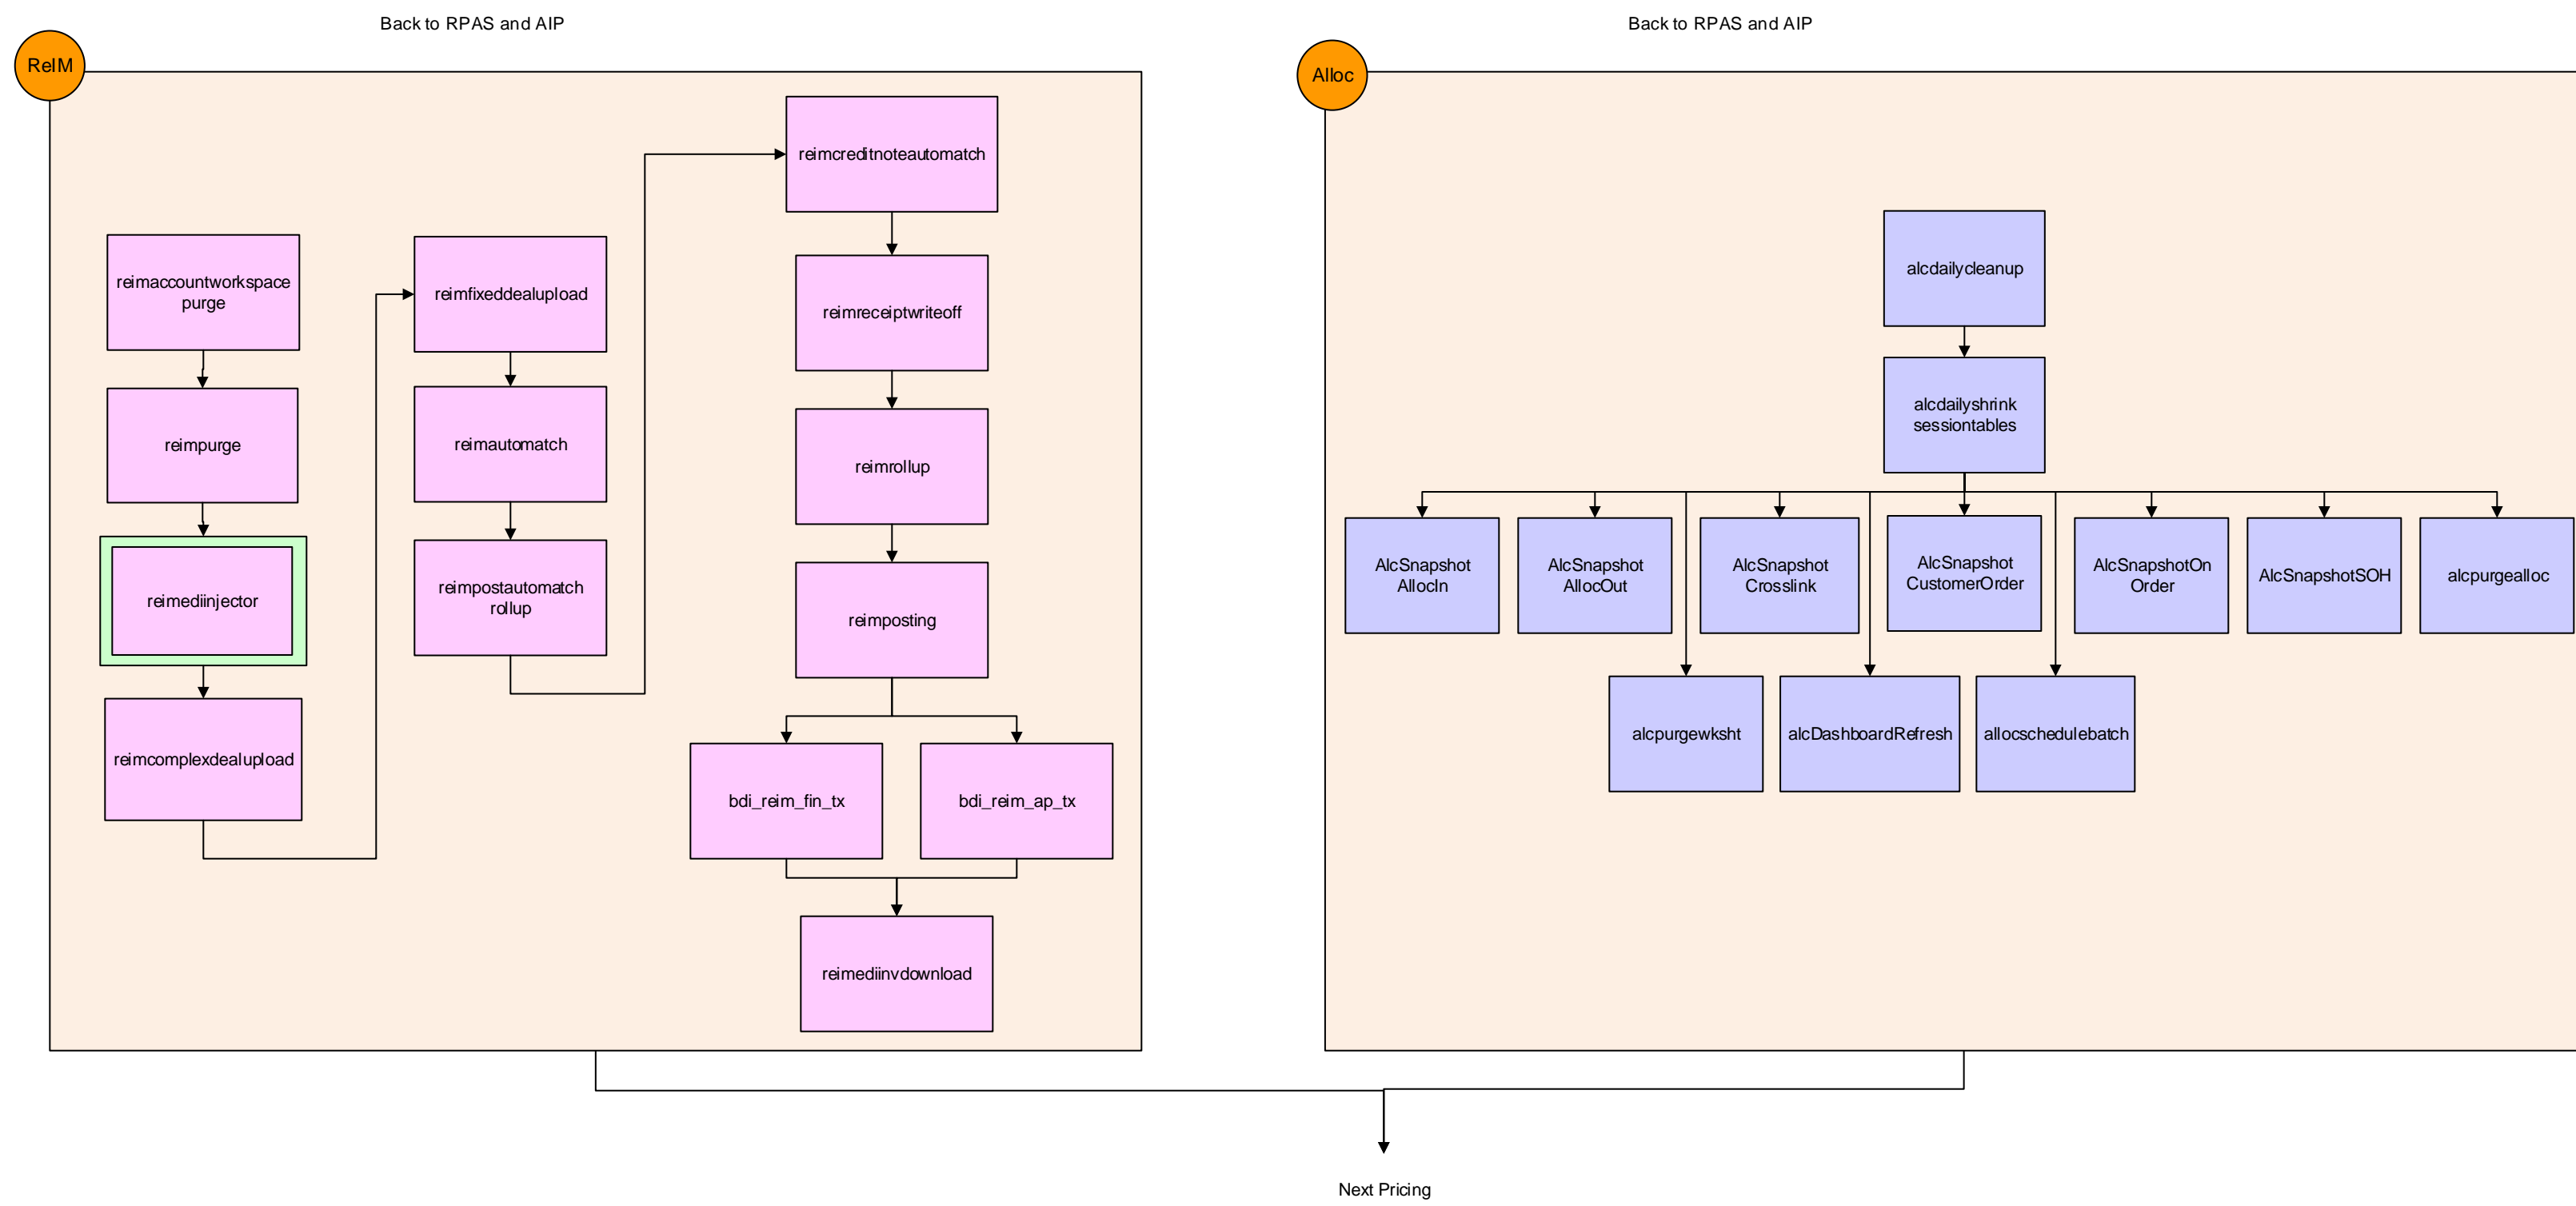 Back to RPAS and AIP
ReIM
reimaccountworkspace
purge
reimpurge
reimediinjector
reimcomplexdealupload
reimfixeddealupload
reimautomatch
reimpostautomatch
rollup
reimcreditnoteautomatch
reimreceiptwriteoff
reimrollup
reimposting
bdi_reim_fin_tx
bdi_reim_ap_tx
reimediinvdownload
Back to RPAS and AIP
Alloc
alcdailycleanup
alcdailyshrink
sessiontables
AlcSnapshot
AllocIn
AlcSnapshot
AllocOut
AlcSnapshot
Crosslink
AlcSnapshot
CustomerOrder
AlcSnapshotOn
Order
AlcSnapshotSOH
alcpurgealloc
alcpurgewksht
alcDashboardRefresh
allocschedulebatch
Next Pricing